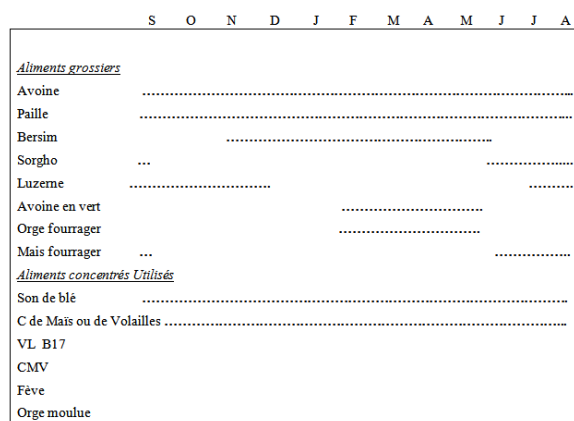 S O N D J F M A M J J A
Aliments grossiers
Avoine
Paille
Bersim
Sorgho
Luzerne
Avoine en vert
Orge fourrager
Mais fourrager
Aliments concentrés Utilisés
Son de blé
C de Maïs ou de Volailles
VL B17
CMV
Fève
Orge moulue